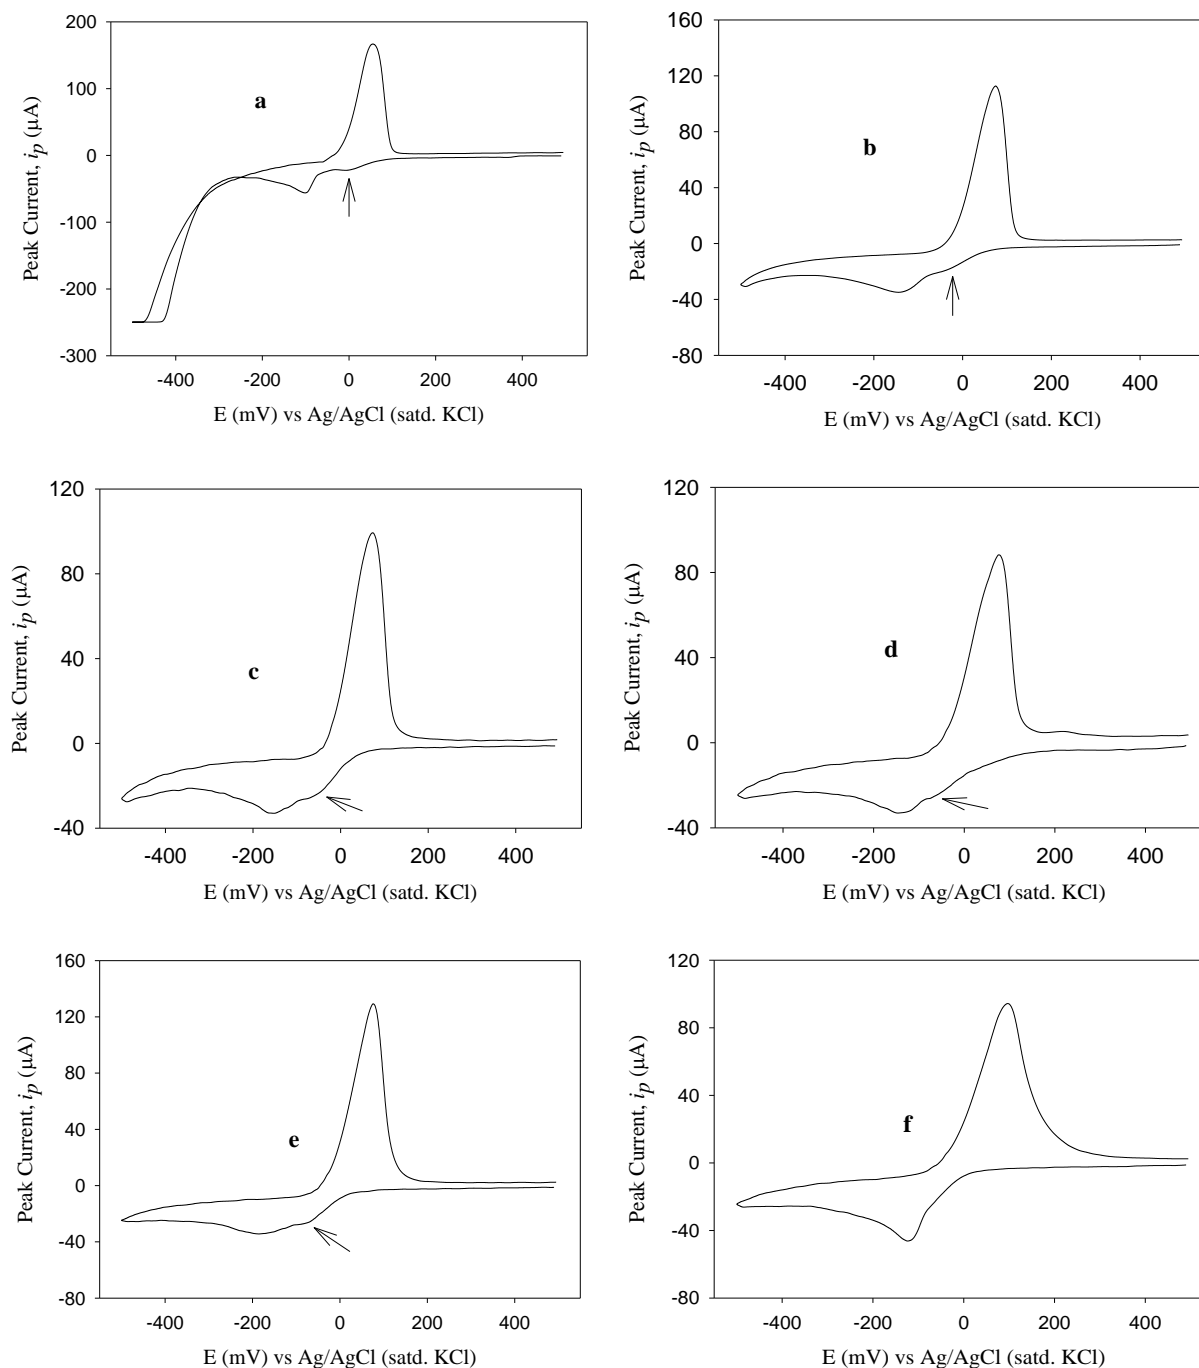 200
100
0
-100
-200
-300
Peak Current, ip (μA)
a
-400 -200 0 200 400
E (mV) vs Ag/AgCl (satd. KCl)
160
120
80
40
0
-40
-80
Peak Current, ip (μA)
b
-400 -200 0 200 400
E (mV) vs Ag/AgCl (satd. KCl)
120
80
40
0
-40
Peak Current, ip (μA)
c
-400 -200 0 200 400
E (mV) vs Ag/AgCl (satd. KCl)
120
80
40
0
-40
Peak Current, ip (μA)
d
-400 -200 0 200 400
E (mV) vs Ag/AgCl (satd. KCl)
160
120
80
40
0
-40
-80
Peak Current, ip (μA)
e
-400 -200 0 200 400
E (mV) vs Ag/AgCl (satd. KCl)
120
80
40
0
-40
-80
Peak Current, ip (μA)
f
-400 -200 0 200 400
E (mV) vs Ag/AgCl (satd. KCl)